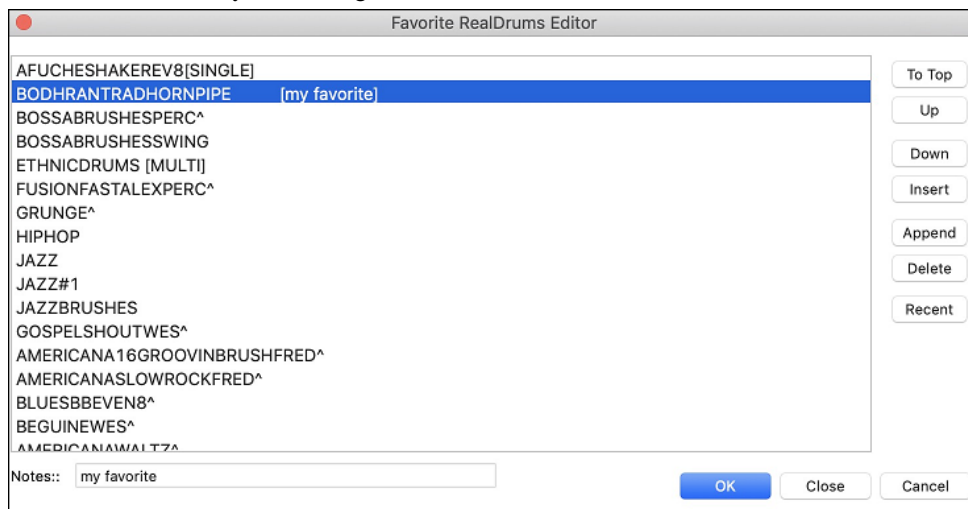 Favorite RealDrums Editor
AFUCHESHAKEREV8[SINGLE]
BODHRANTRADHORNPIPE [my favorite]
BOSSABRUSHESPERC^
BOSSABRUSHESSWING
ETHNICDRUMS [MULTI]
FUSIONFASTALEXPERC^
GRUNGE^
HIPHOP
JAZZ
JAZZ#1
JAZZBRUSHES
GOSPELSHOUTWES^
AMERICANA16GROOVINBRUSHFRED^
AMERICANASLOWROCKFRED^
BLUESBBEVEN8^
BEGUINEWES^
AMERICANAWALTZ^
To Top
Up
Down
Insert
Append
Delete
Recent
Notes:: my favorite
OK Close Cancel